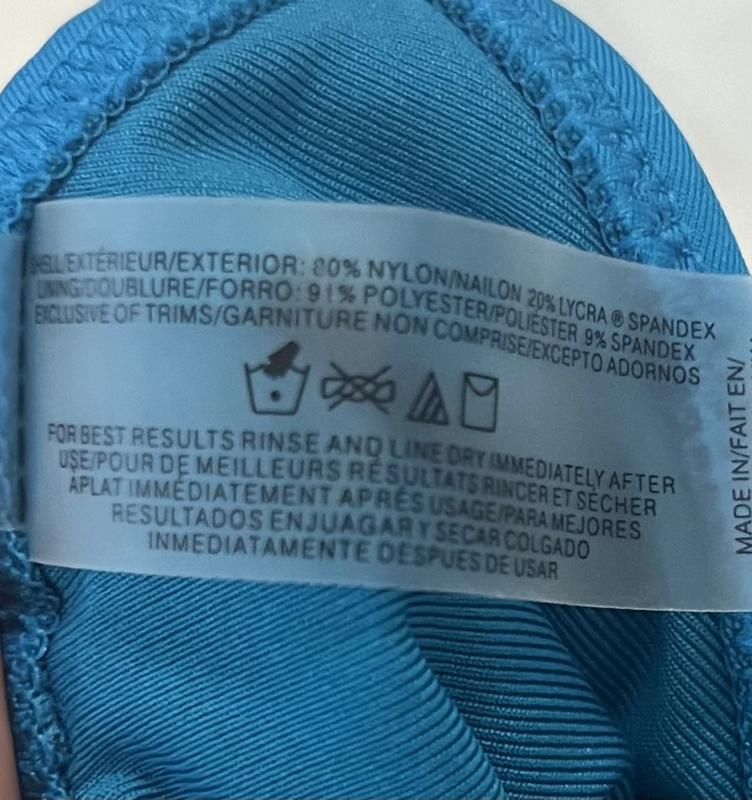 SHELL/EXTÉRIEUR/EXTERIOR: 80% NYLON/NAILON 20% LYCRA ® SPANDEX
LINING/DOUBLURE/FORRO: 91% POLYESTER/POLIÉSTER 9% SPANDEX
EXCLUSIVE OF TRIMS/GARNITURE NON COMPRISE/EXCEPTO ADORNOS
FOR BEST RESULTS RINSE AND LINE DRY IMMEDIATELY AFTER
USE/POUR DE MEILLEURS RÉSULTATS RINCER ET SÉCHER
APLAT IMMÉDIATEMENT APRÉS USAGE/PARA MEJORES
RESULTADOS ENJUAGAR Y SECAR COLGADO
INMEDIATAMENTE DESPUES DE USAR
MADE IN/FAIT EN/